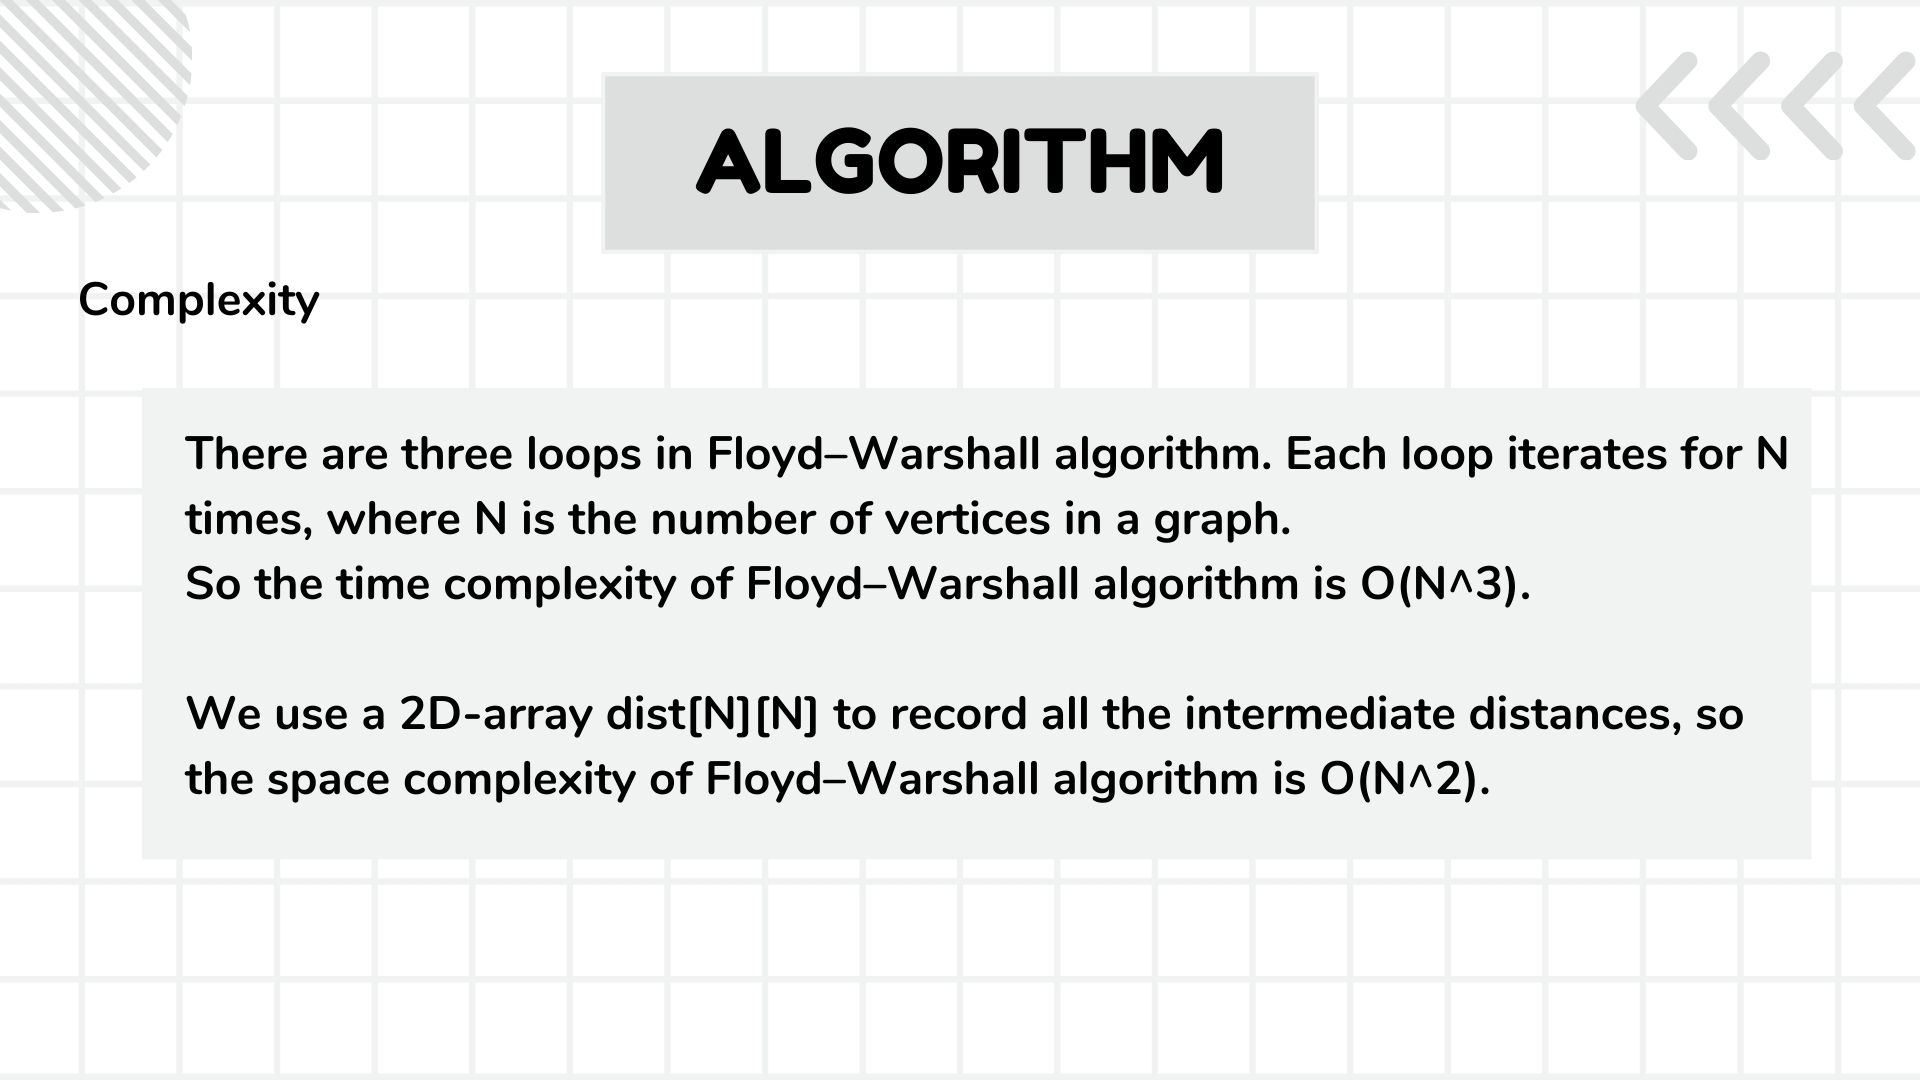 ALGORITHM
Complexity
There are three loops in Floyd–Warshall algorithm. Each loop iterates for N
times, where N is the number of vertices in a graph.
So the time complexity of Floyd–Warshall algorithm is O(N^3).
We use a 2D-array dist[N][N] to record all the intermediate distances, so
the space complexity of Floyd–Warshall algorithm is O(N^2).